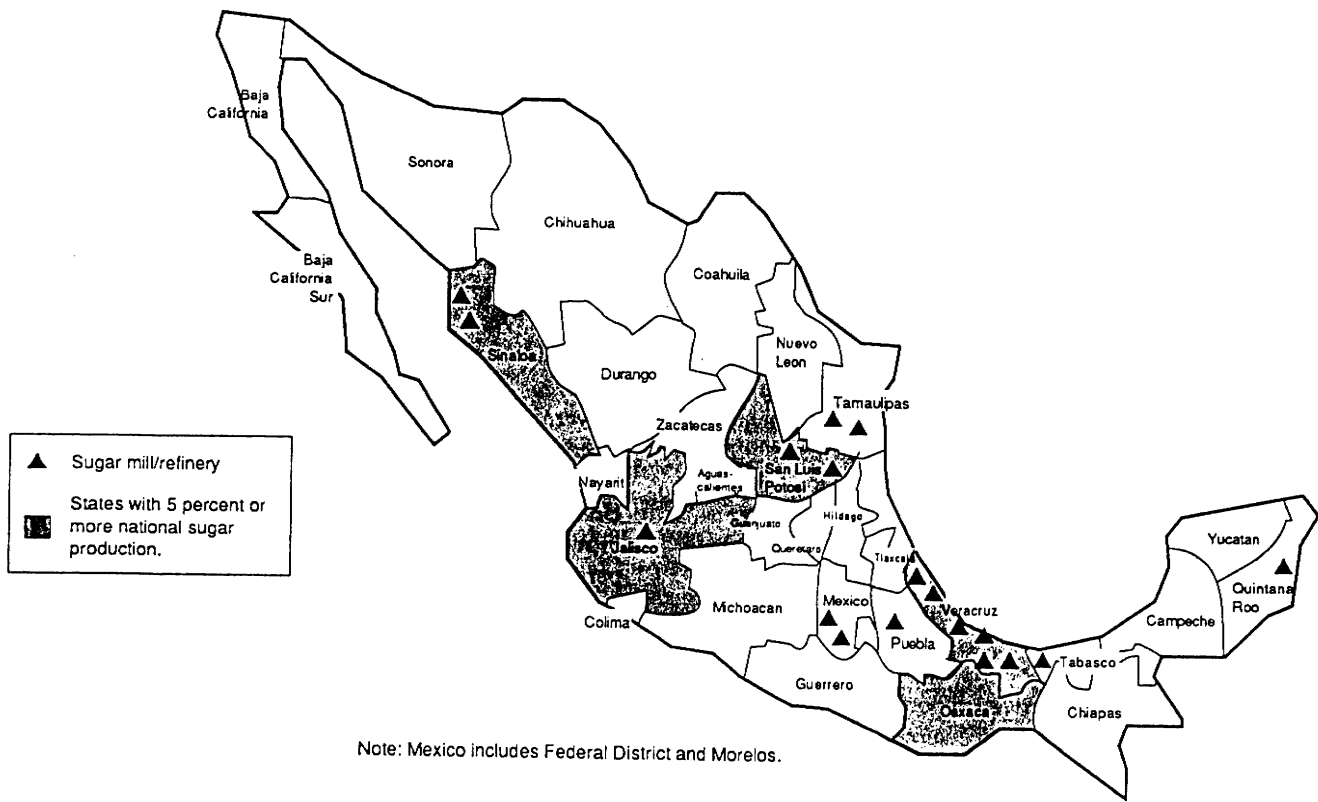 Baja
California
Sonora
Chihuahua
Baja
California
Sur
Coahuila
Nuevo
Leon
Sinaloa
Durango
Tamaulipas
Zacatecas
San Luis
Potosi
Nayarit
Aguas-
calientes
Guanjuato
Hildago
Jalisco
Queretaro
Tlaxcala
Yucatan
Quintana
Roo
Michoacan
Mexico
Veracruz
Colima
Puebla
Campeche
Tabasco
Guerrero
Oaxaca
Chiapas
Sugar mill/refinery
States with 5 percent or
more national sugar
production.
Note: Mexico includes Federal District and Morelos.